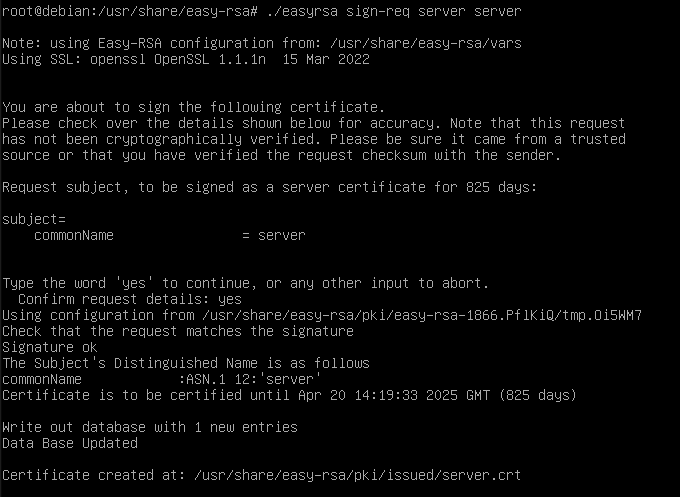 root@debian:/usr/share/easy-rsa# ./easyrsa sign-req server server
Note: using Easy-RSA configuration from: /usr/share/easy-rsa/vars
Using SSL: openssl OpenSSL 1.1.1n  15 Mar 2022
You are about to sign the following certificate.
Please check over the details shown below for accuracy. Note that this request
has not been cryptographically verified. Please be sure it came from a trusted
source or that you have verified the request checksum with the sender.
Request subject, to be signed as a server certificate for 825 days:
subject=
    commonName                = server
Type the word 'yes' to continue, or any other input to abort.
  Confirm request details: yes
Using configuration from /usr/share/easy-rsa/pki/easy-rsa-1866.PflKiQ/tmp.Oi5WM7
Check that the request matches the signature
Signature ok
The Subject's Distinguished Name is as follows
commonName            :ASN.1 12:'server'
Certificate is to be certified until Apr 20 14:19:33 2025 GMT (825 days)
Write out database with 1 new entries
Data Base Updated
Certificate created at: /usr/share/easy-rsa/pki/issued/server.crt